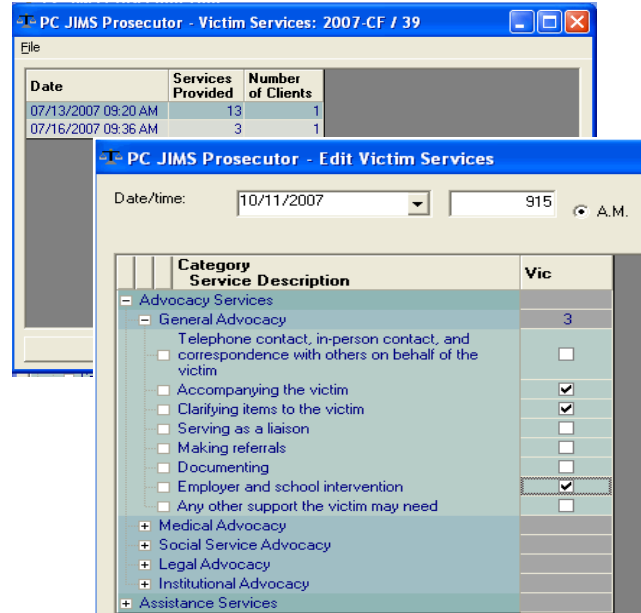 PC JIMS Prosecutor - Victim Services: 2007-CF / 39
File
Date Services Provided Number of Clients
07/13/2007 09:20 AM 13 1
07/16/2007 09:36 AM 3 1
PC JIMS Prosecutor - Edit Victim Services
Date/time: 10/11/2007 915 A.M.
Category
Service Description Vic
Advocacy Services
General Advocacy 3
Telephone contact, in-person contact, and
correspondence with others on behalf of the
victim
Accompanying the victim
Clarifying items to the victim
Serving as a liaison
Making referrals
Documenting
Employer and school intervention
Any other support the victim may need
Medical Advocacy
Social Service Advocacy
Legal Advocacy
Institutional Advocacy
Assistance Services